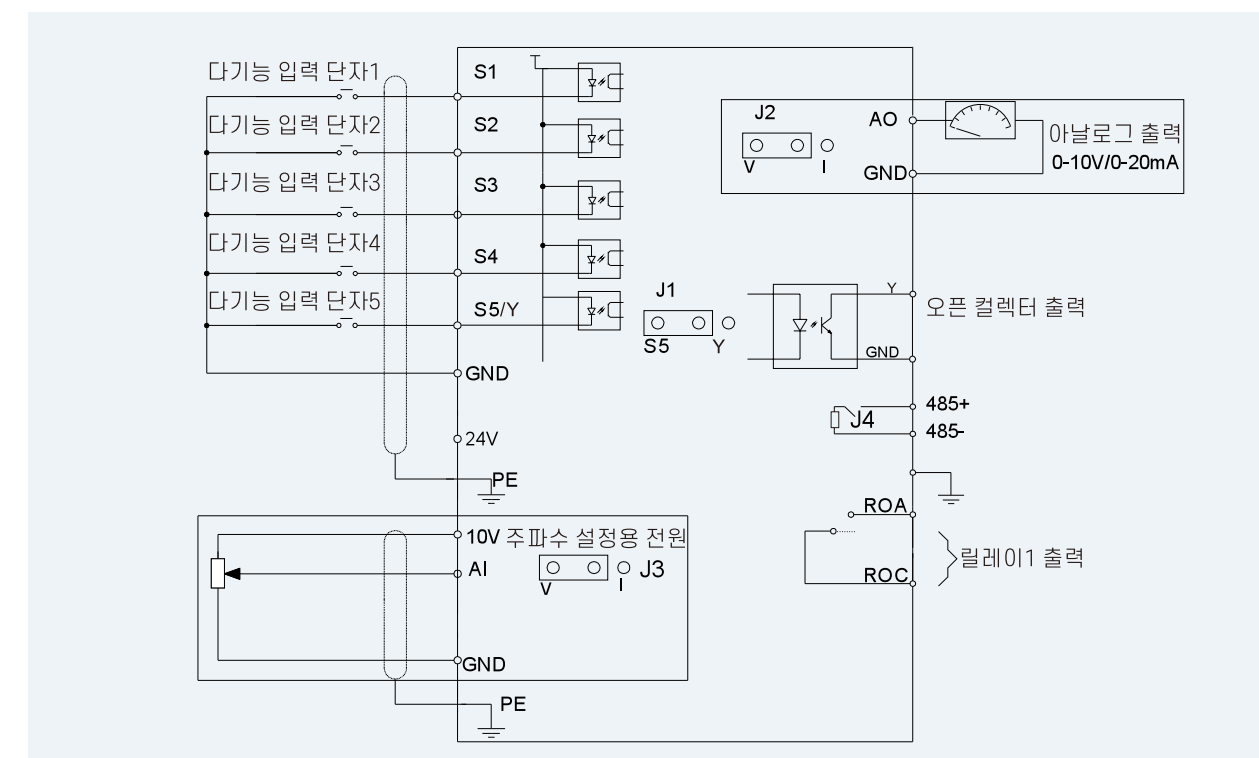 다기능 입력 단자1
S1
다기능 입력 단자2
S2
다기능 입력 단자3
S3
다기능 입력 단자4
S4
다기능 입력 단자5
S5/Y
GND
24V
PE
J2
V
I
AO
GND
아날로그 출력
0-10V/0-20mA
J1
S5
Y
Y
GND
오픈 컬렉터 출력
J4
485+
485-
ROA
ROC
릴레이1 출력
10V 주파수 설정용 전원
AI
V
I
J3
GND
PE